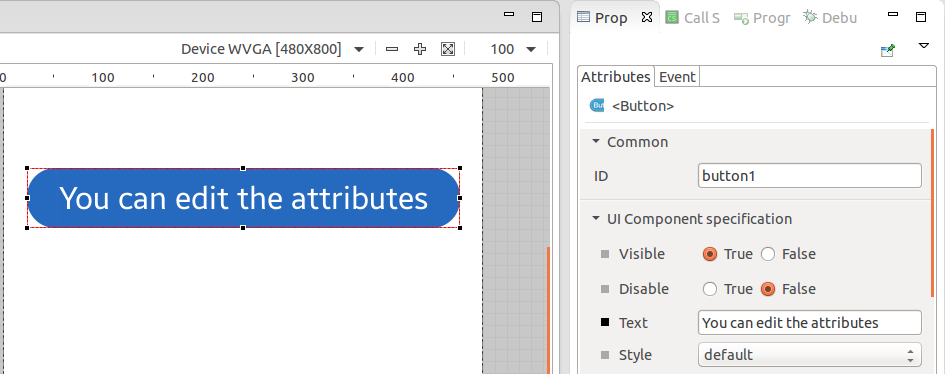 Device WVGA [480X800] 100
0 100 200 300 400 500
You can edit the attributes
Prop Call S Progr Debu
Attributes Event
<Button>
Common
ID button1
UI Component specification
Visible True False
Disable True False
Text You can edit the attributes
Style default